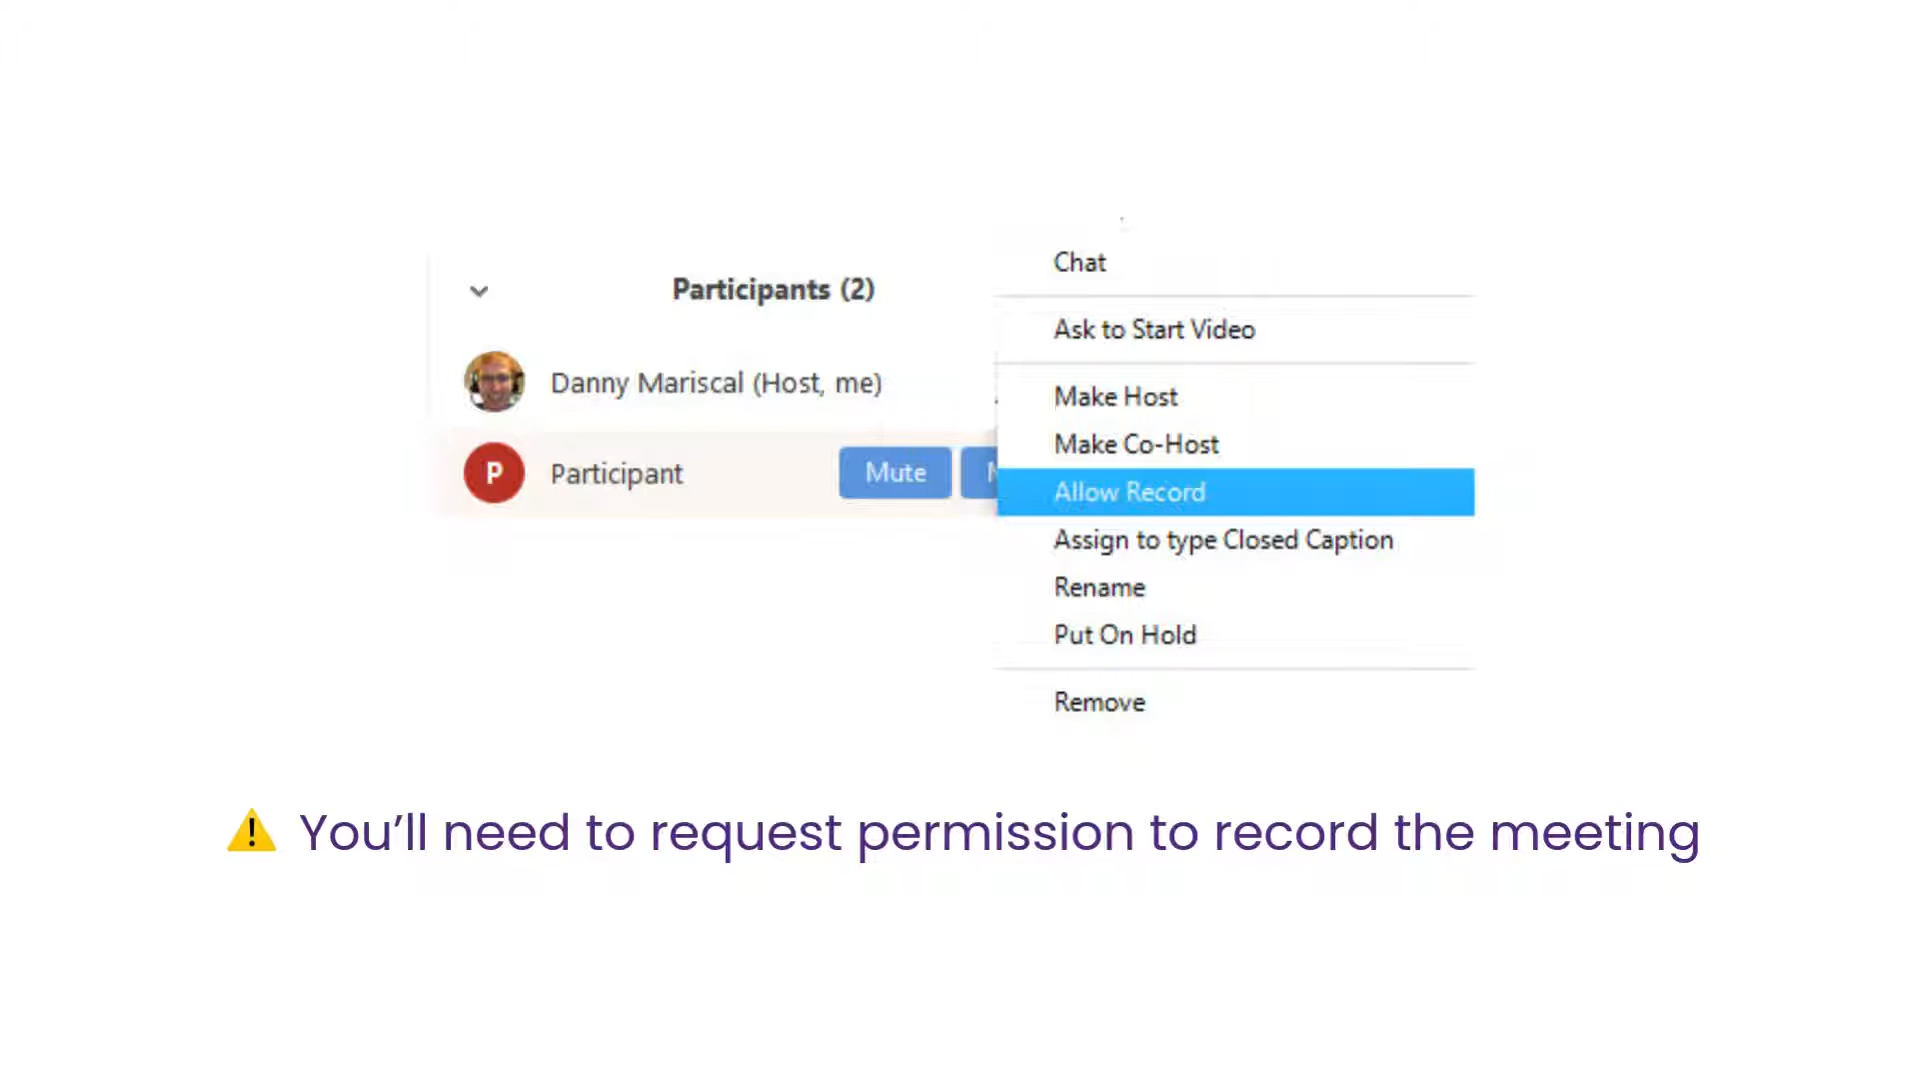 Participants (2)
Danny Mariscal (Host, me)
P
Participant
Mute
Chat
Ask to Start Video
Make Host
Make Co-Host
Allow Record
Assign to type Closed Caption
Rename
Put On Hold
Remove
⚠️ You’ll need to request permission to record the meeting